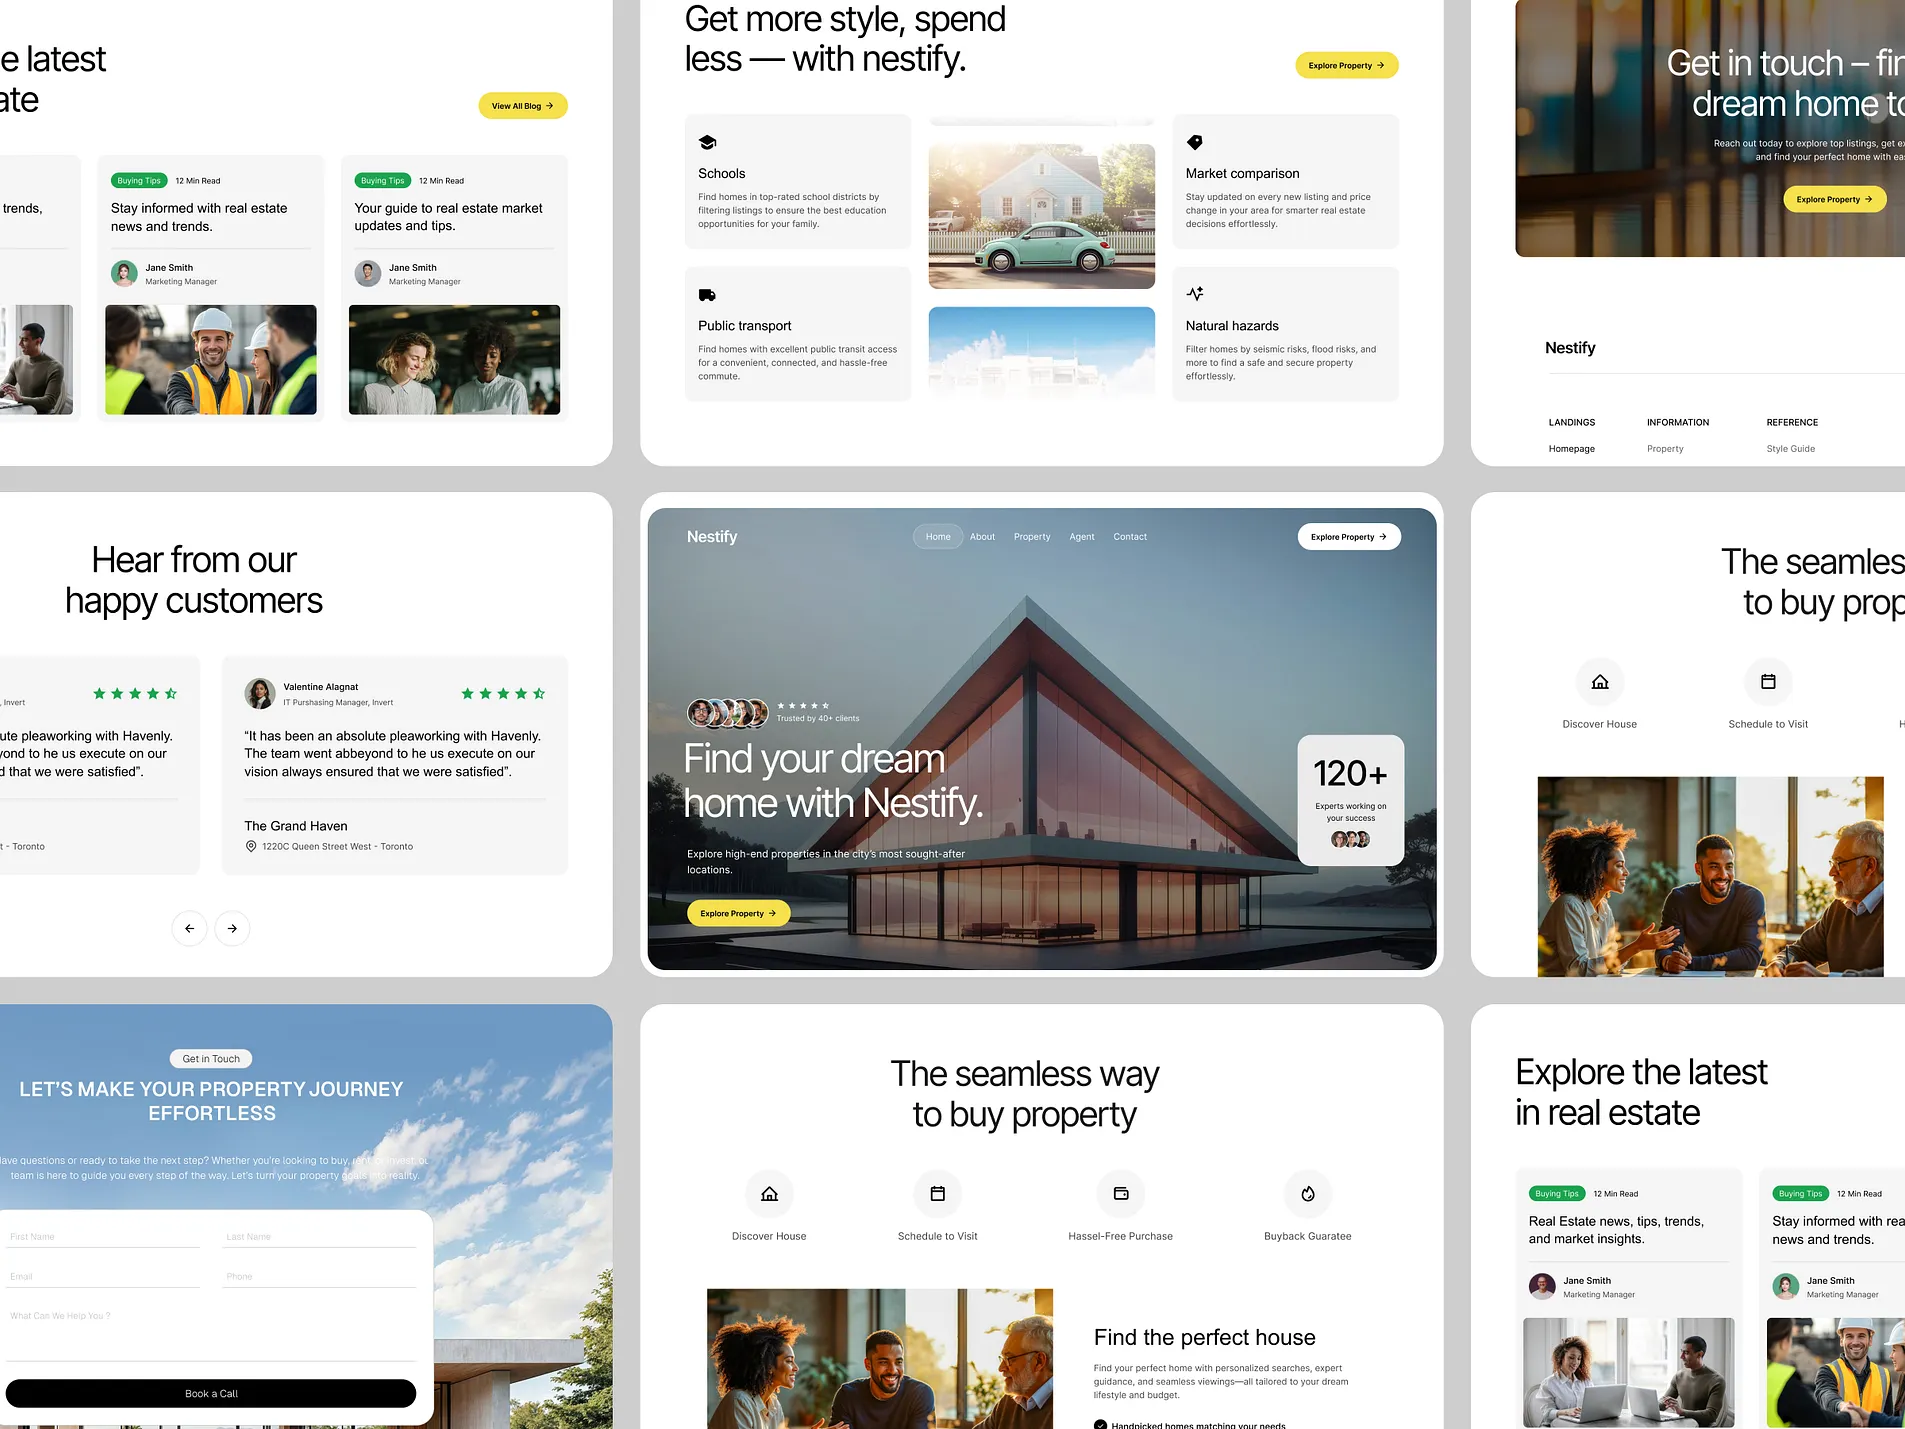 e latest
ate
View All Blog
trends,
Buying Tips 12 Min Read
Stay informed with real estate
news and trends.
Jane Smith
Marketing Manager
Buying Tips 12 Min Read
Your guide to real estate market
updates and tips.
Jane Smith
Marketing Manager
Get more style, spend
less — with nestify.
Explore Property
Schools
Find homes in top-rated school districts by
filtering listings to ensure the best education
opportunities for your family.
Market comparison
Stay updated on every new listing and price
change in your area for smarter real estate
decisions effortlessly.
Public transport
Find homes with excellent public transit access
for a convenient, connected, and hassle-free
commute.
Natural hazards
Filter homes by seismic risks, flood risks, and
more to find a safe and secure property
effortlessly.
Get in touch – fin
dream home to
Reach out today to explore top listings, get ex
and find your perfect home with eas
Explore Property
Nestify
LANDINGS INFORMATION REFERENCE
Homepage Property Style Guide
Hear from our
happy customers
, Invert
ute pleaworking with Havenly.
yond to he us execute on our
d that we were satisfied”.
t - Toronto
Valentine Alagnat
IT Purshasing Manager, Invert
“It has been an absolute pleaworking with Havenly.
The team went abbeyond to he us execute on our
vision always ensured that we were satisfied”.
The Grand Haven
1220C Queen Street West - Toronto
Nestify
Home About Property Agent Contact
Explore Property
Trusted by 40+ clients
Find your dream
home with Nestify.
Explore high-end properties in the city’s most sought-after
locations.
Explore Property
120+
Experts working on
your success
The seamles
to buy prop
Discover House
Schedule to Visit
H
Get in Touch
LET’S MAKE YOUR PROPERTY JOURNEY
EFFORTLESS
ave questions or ready to take the next step? Whether you’re looking to buy, rent, or invest, ou
team is here to guide you every step of the way. Let’s turn your property goals into reality.
First Name Last Name
Email Phone
What Can We Help You ?
Book a Call
The seamless way
to buy property
Discover House
Schedule to Visit
Hassel-Free Purchase
Buyback Guaratee
Find the perfect house
Find your perfect home with personalized searches, expert
guidance, and seamless viewings—all tailored to your dream
lifestyle and budget.
Handpicked homes matching your needs
Explore the latest
in real estate
Buying Tips 12 Min Read
Real Estate news, tips, trends,
and market insights.
Jane Smith
Marketing Manager
Buying Tips 12 Min Read
Stay informed with rea
news and trends.
Jane Smith
Marketing Manager